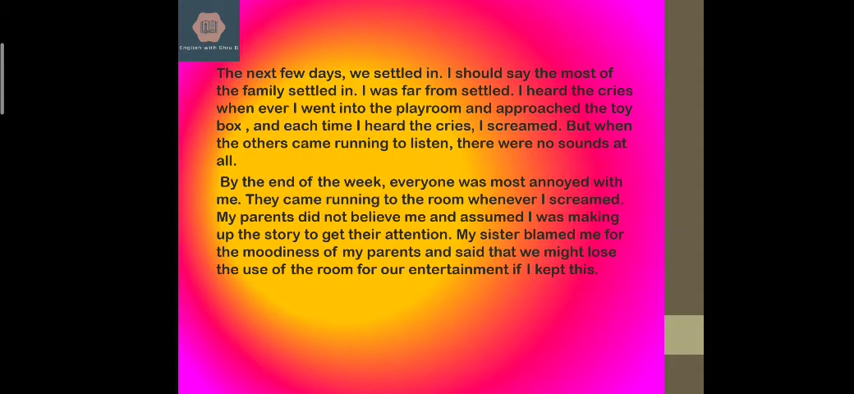 English with Shru D
The next few days, we settled in. I should say the most of
the family settled in. I was far from settled. I heard the cries
when ever I went into the playroom and approached the toy
box , and each time I heard the cries, I screamed. But when
the others came running to listen, there were no sounds at
all.
By the end of the week, everyone was most annoyed with
me. They came running to the room whenever I screamed.
My parents did not believe me and assumed I was making
up the story to get their attention. My sister blamed me for
the moodiness of my parents and said that we might lose
the use of the room for our entertainment if I kept this.